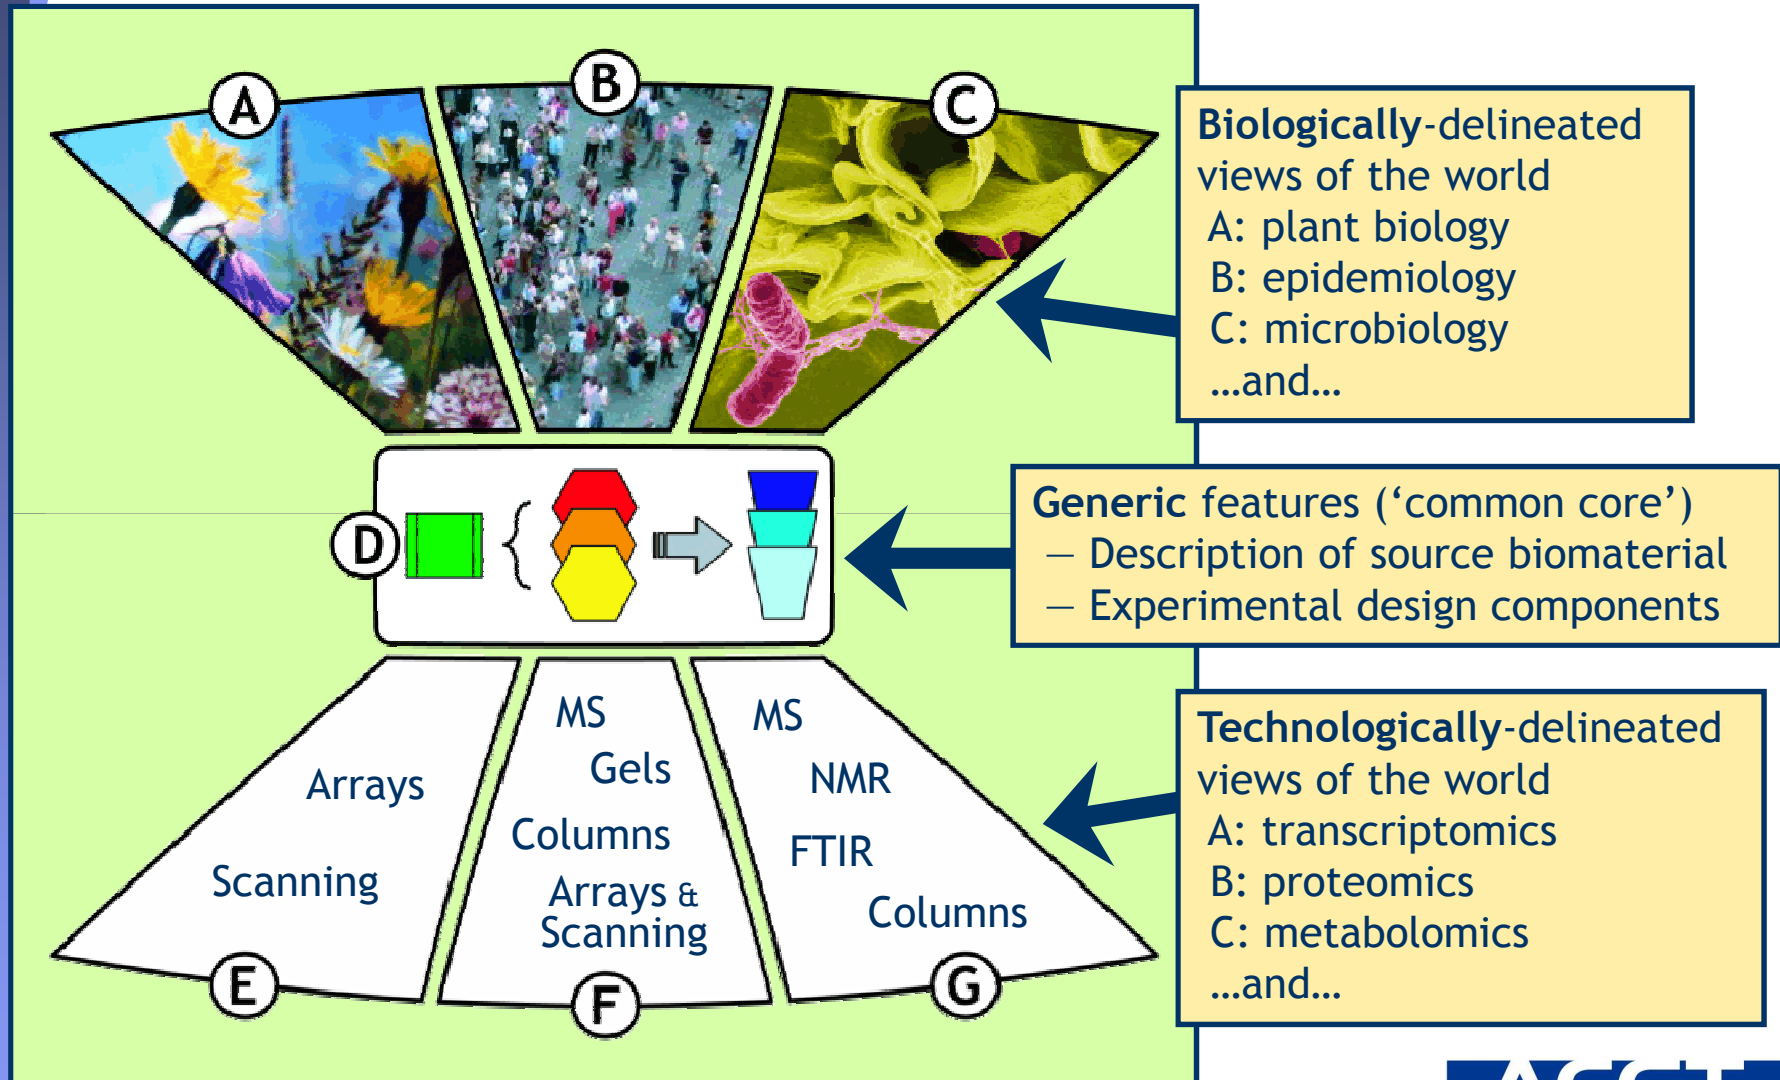 A
B
C
Biologically-delineated
views of the world
A: plant biology
B: epidemiology
C: microbiology
…and…
D
Generic features (‘common core’)
— Description of source biomaterial
— Experimental design components
MS
Gels
Columns
Arrays &
Scanning
Arrays
Scanning
MS
NMR
FTIR
Columns
E
F
G
Technologically-delineated
views of the world
A: transcriptomics
B: proteomics
C: metabolomics
…and…